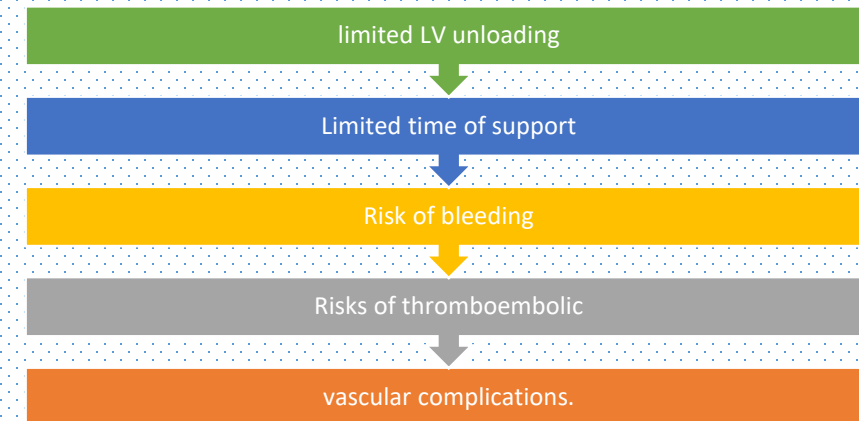 limited LV unloading
Limited time of support
Risk of bleeding
Risks of thromboembolic
vascular complications.